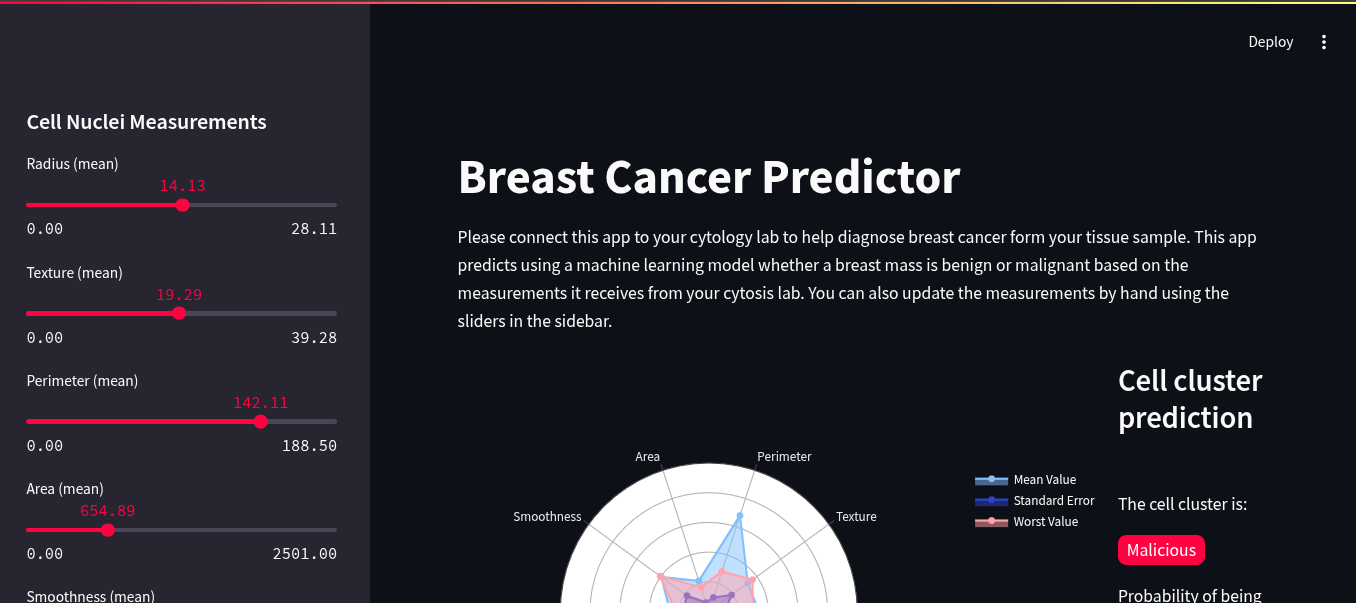 Deploy
Cell Nuclei Measurements
Radius (mean)
14.13
0.00 28.11
Texture (mean)
19.29
0.00 39.28
Perimeter (mean)
142.11
0.00 188.50
Area (mean)
654.89
0.00 2501.00
Smoothness (mean)
Breast Cancer Predictor
Please connect this app to your cytology lab to help diagnose breast cancer form your tissue sample. This app
predicts using a machine learning model whether a breast mass is benign or malignant based on the
measurements it receives from your cytosis lab. You can also update the measurements by hand using the
sliders in the sidebar.
Area Perimeter
Smoothness Texture
Mean Value
Standard Error
Worst Value
Cell cluster
prediction
The cell cluster is:
Malicious
Probability of being